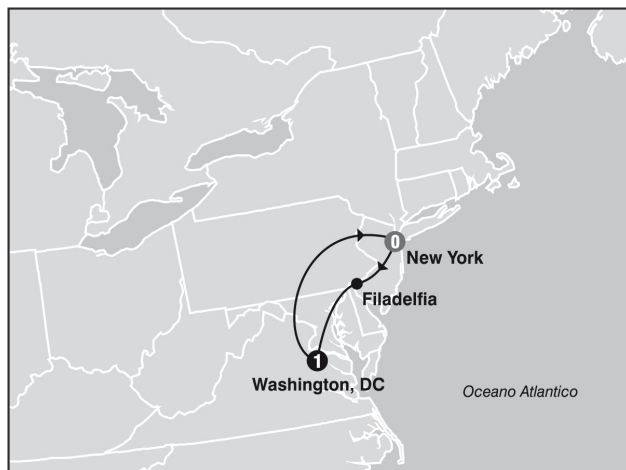 0
New York
Filadelfia
1
Washington, DC
Oceano Atlantico